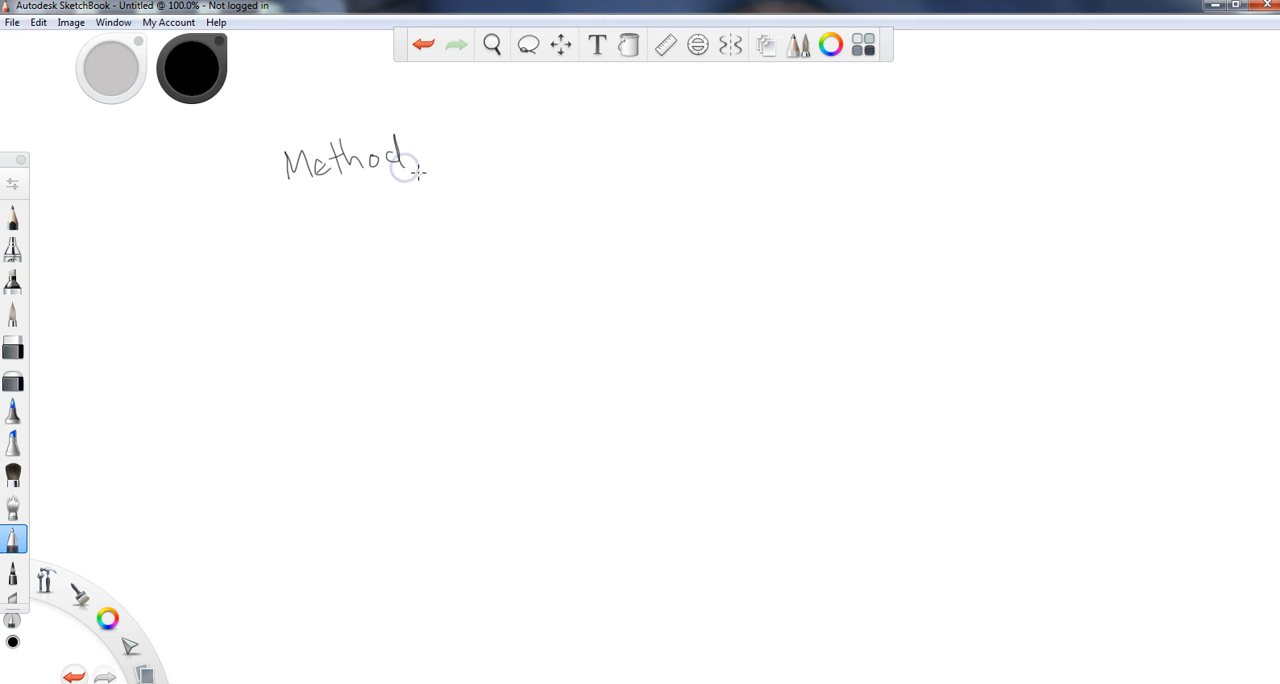 Autodesk SketchBook - Untitled @ 100.0% - Not logged in
File Edit Image Window My Account Help
T
Method